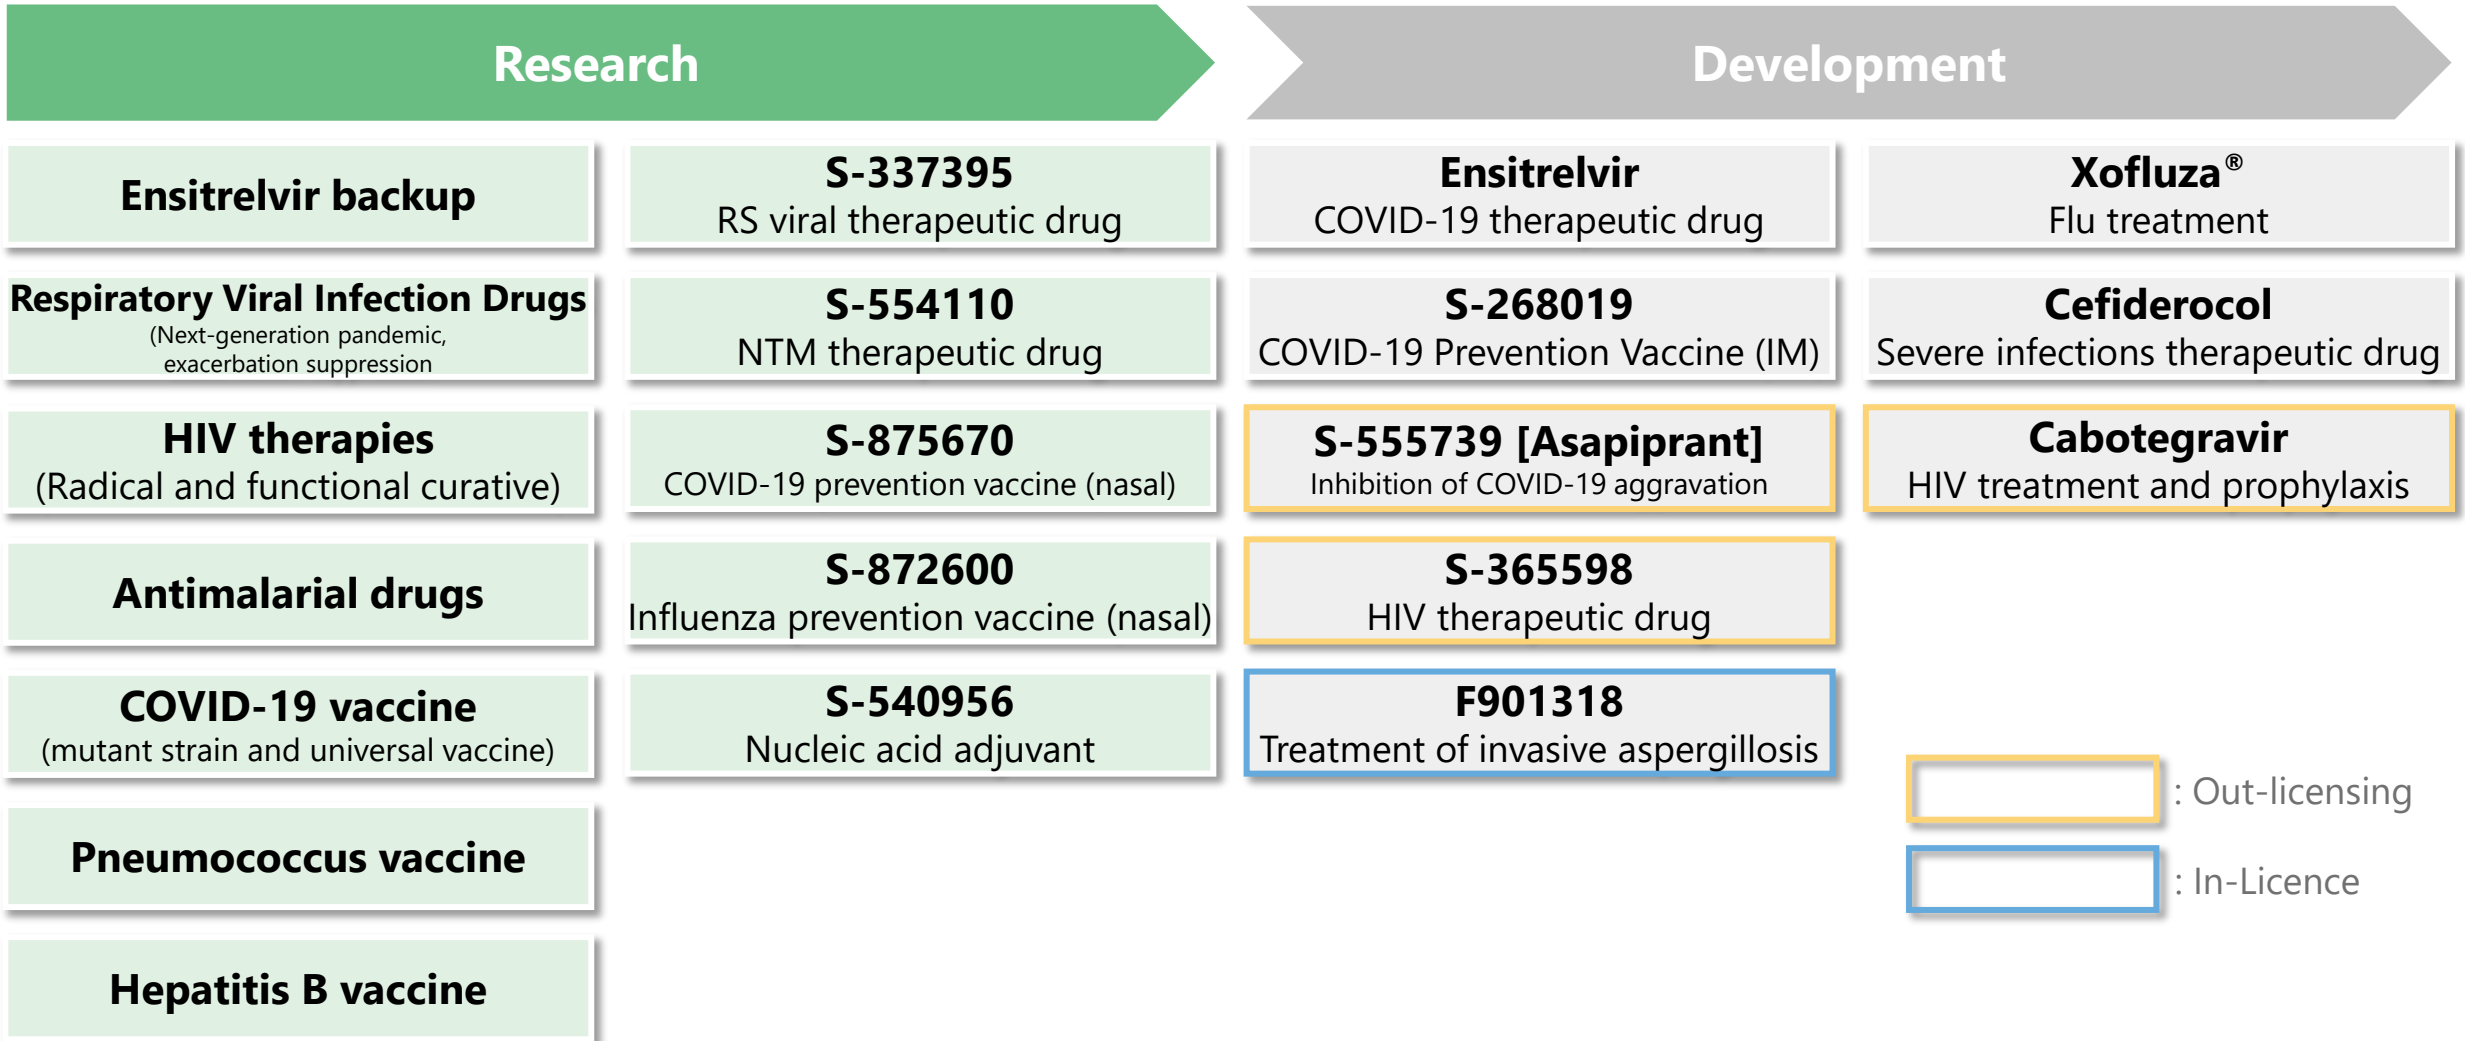 Research
Development
Ensitrelvir backup
Respiratory Viral Infection Drugs
(Next-generation pandemic,
exacerbation suppression
HIV therapies
(Radical and functional curative)
Antimalarial drugs
COVID-19 vaccine
(mutant strain and universal vaccine)
Pneumococcus vaccine
Hepatitis B vaccine
S-337395
RS viral therapeutic drug
S-554110
NTM therapeutic drug
S-875670
COVID-19 prevention vaccine (nasal)
S-872600
Influenza prevention vaccine (nasal)
S-540956
Nucleic acid adjuvant
Ensitrelvir
COVID-19 therapeutic drug
S-268019
COVID-19 Prevention Vaccine (IM)
S-555739 [Asapiprant]
Inhibition of COVID-19 aggravation
S-365598
HIV therapeutic drug
F901318
Treatment of invasive aspergillosis
Xofluza®
Flu treatment
Cefiderocol
Severe infections therapeutic drug
Cabotegravir
HIV treatment and prophylaxis
: Out-licensing
: In-Licence